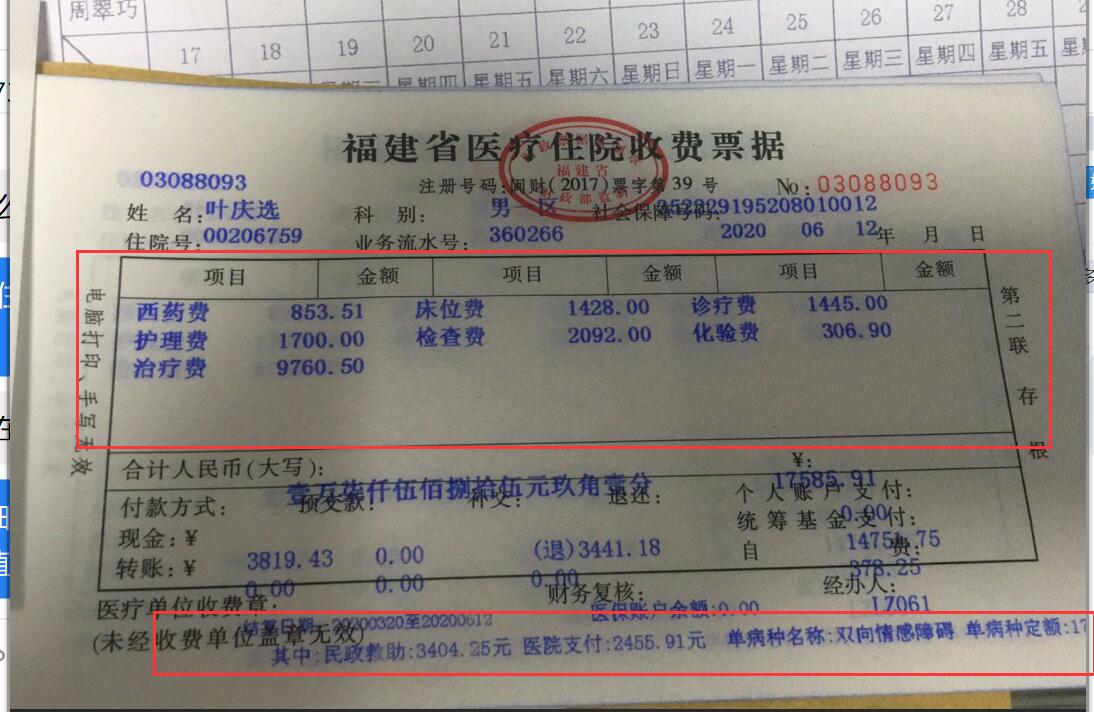 周翠巧
17 18 19 20 21 22 23 24 25 26 27 28
星期四 星期五 星期六 星期日 星期一 星期二 星期三 星期四 星期五
福建省医疗住院收费票据
03088093
注册号码:闽财(2017)票字第39号
No:03088093
姓 名:叶庆选 科 别: 男一区 社会保障号码:352229195208010012
住院号:00206759 业务流水号: 360266 2020 06 12年 月 日
项目 金额 项目 金额 项目 金额
西药费 853.51 床位费 1428.00 诊疗费 1445.00
护理费 1700.00 检查费 2092.00 化验费 306.90
治疗费 9760.50
电脑打印、手写无效
第二联 存根
合计人民币(大写): ¥:
壹万柒仟伍佰捌拾伍元玖角壹分 17585.91
付款方式: 预交款: 补交: 退还: 个人账户支付:
0.00
现金:¥ 3819.43 0.00 (退)3441.18 统筹基金支付:
14751.75
转账:¥ 0.00 0.00 0.00 自 费:
378.25
医疗单位收费章: 财务复核: 经办人:
医保账户余额:0.00 LZ061
(未经收费单位盖章无效)
结算日期 20200320至20200612
其中:民政救助:3404.25元 医院支付:2455.91元 单病种名称:双向情感障碍 单病种定额:17